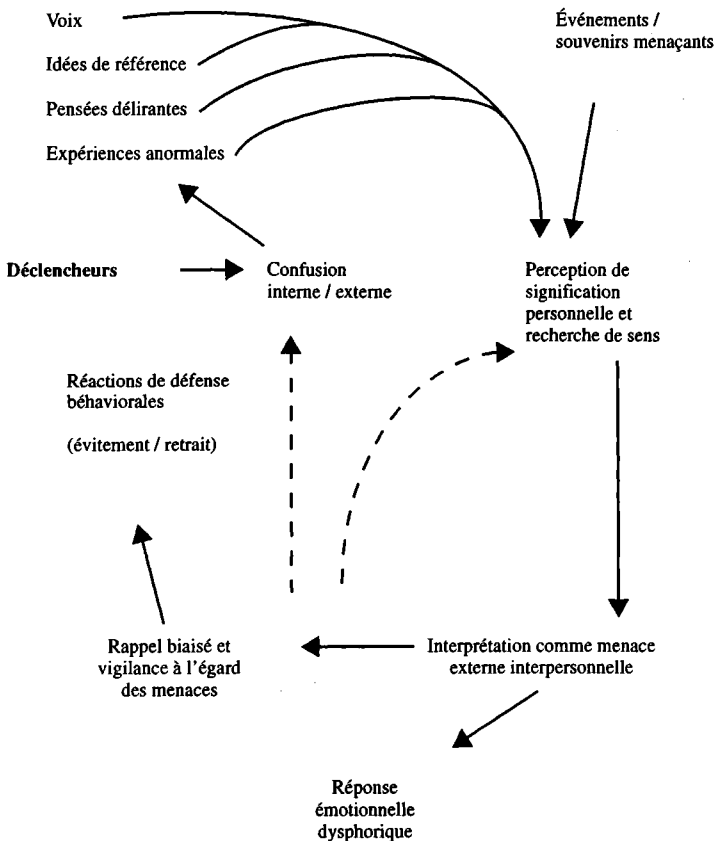 Voix
Idées de référence
Pensées délirantes
Expériences anormales
Événements /
souvenirs menaçants
Déclencheurs
Confusion
interne / externe
Perception de
signification
personnelle et
recherche de sens
Réactions de défense
béhaviorales
(évitement / retrait)
Rappel biaisé et
vigilance à l'égard
des menaces
Interprétation comme menace
externe interpersonnelle
Réponse
émotionnelle
dysphorique